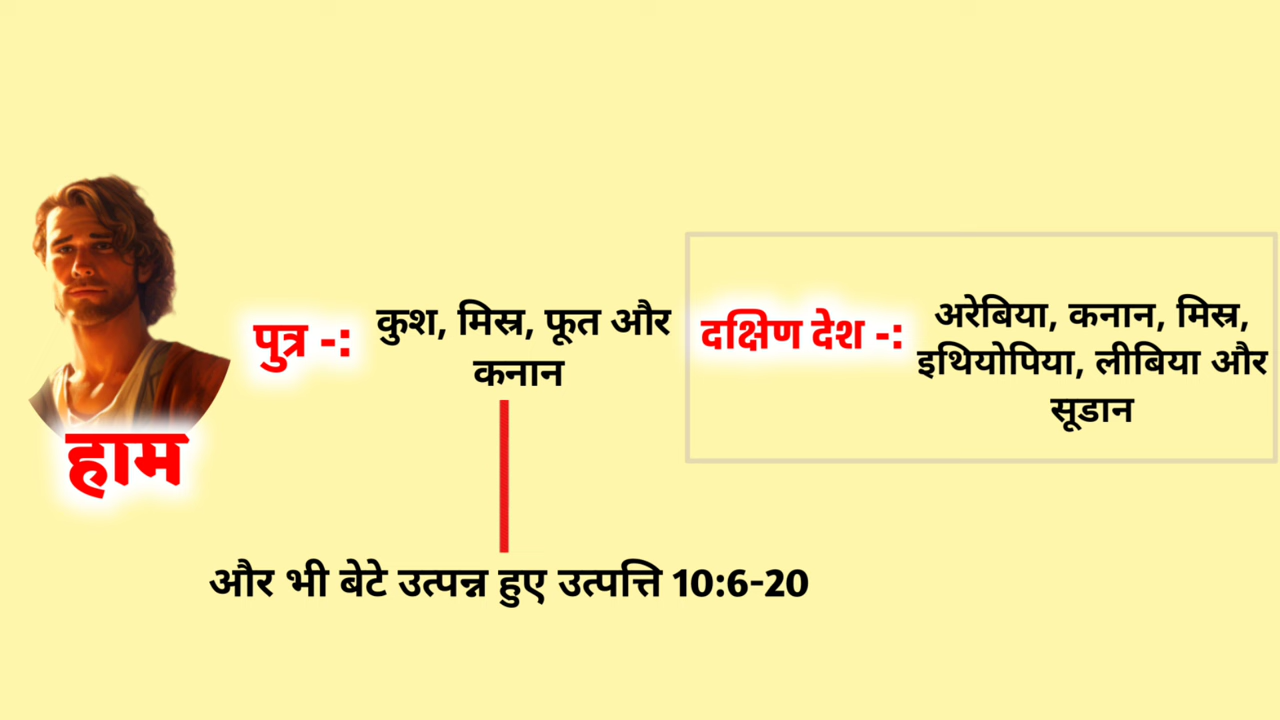 हाम
पुत्र -:
कुश, मिस्र, फूत और
कनान
दक्षिण देश -:
अरेबिया, कनान, मिस्र,
इथियोपिया, लीबिया और
सूडान
और भी बेटे उत्पन्न हुए उत्पत्ति 10:6-20